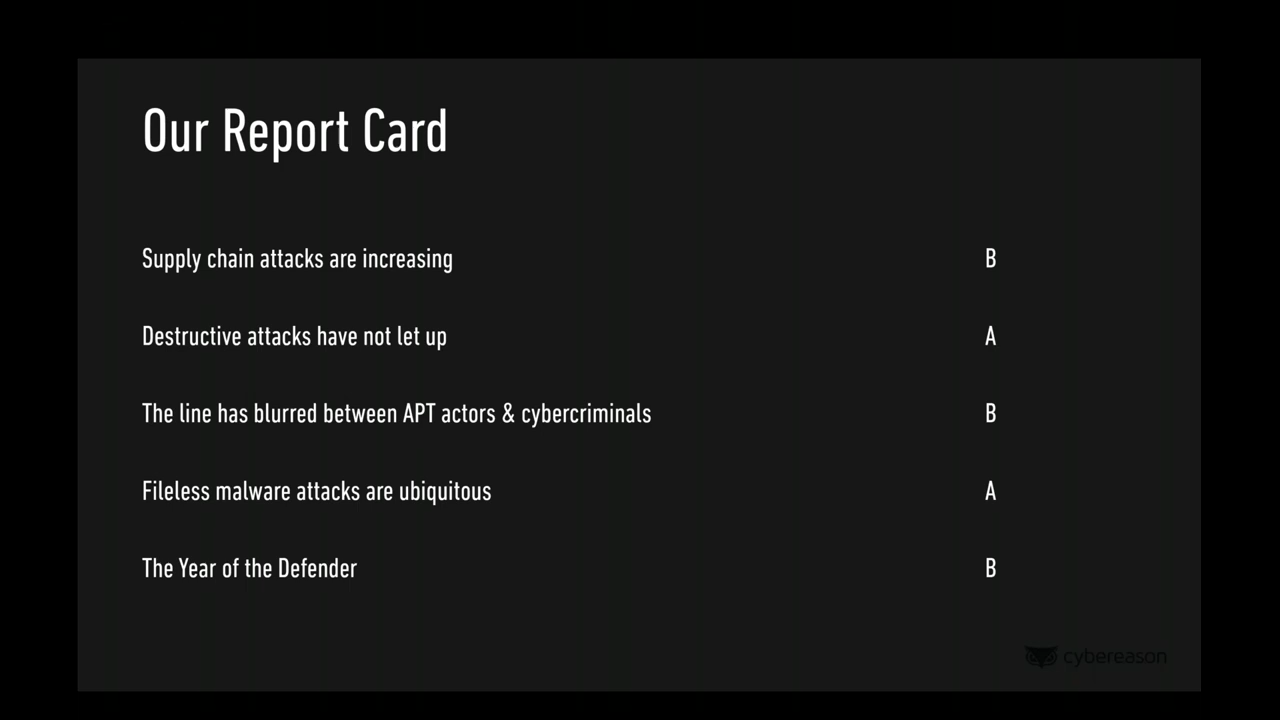 Our Report Card
Supply chain attacks are increasing B
Destructive attacks have not let up A
The line has blurred between APT actors & cybercriminals B
Fileless malware attacks are ubiquitous A
The Year of the Defender B
cybereason